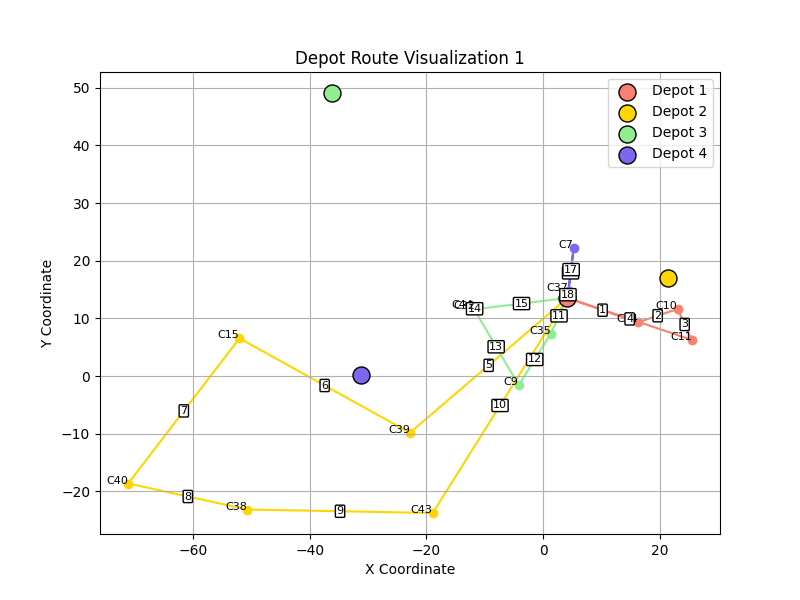 Depot Route Visualization 1
Depot 1
Depot 2
Depot 3
Depot 4
Y Coordinate
50
40
30
20
10
0
−10
−20
−60
−40
−20
0
20
X Coordinate
C7
17
C37
18
C10
1
2
3
4
C11
C35
11
12
13
14
15
C9
5
10
C15
6
7
C39
C40
8
C38
9
C43